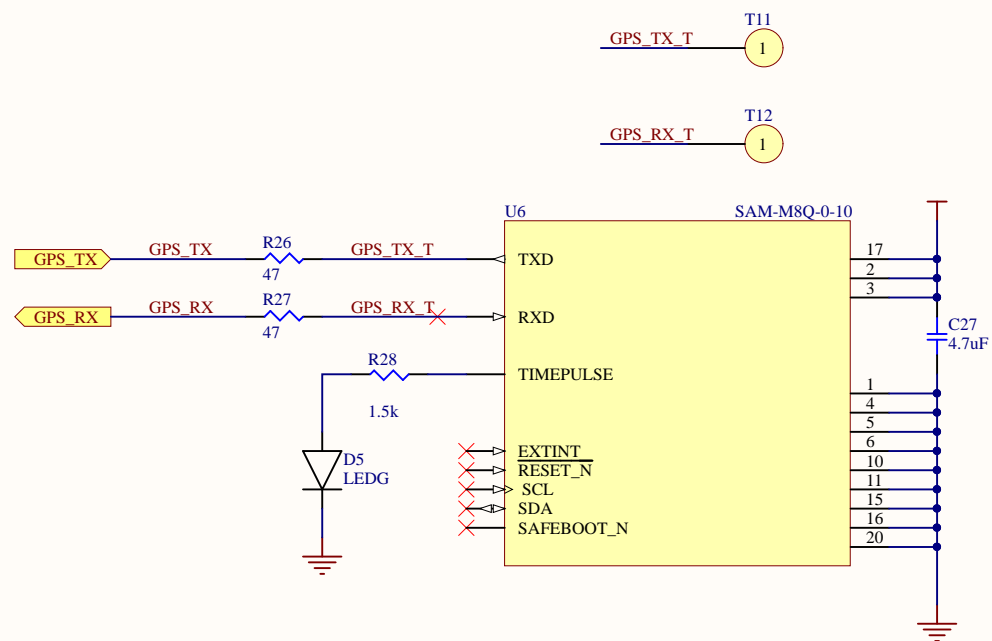 T11
GPS_TX_T
1
T12
GPS_RX_T
1
U6
SAM-M8Q-0-10
GPS_TX
GPS_TX
R26
47
GPS_TX_T
TXD
17
2
3
GPS_RX
GPS_RX
R27
47
GPS_RX_T
RXD
C27
4.7uF
R28
1.5k
TIMEPULSE
1
4
5
6
10
11
15
16
20
D5
LEDG
EXTINT
RESET_N
SCL
SDA
SAFEBOOT_N